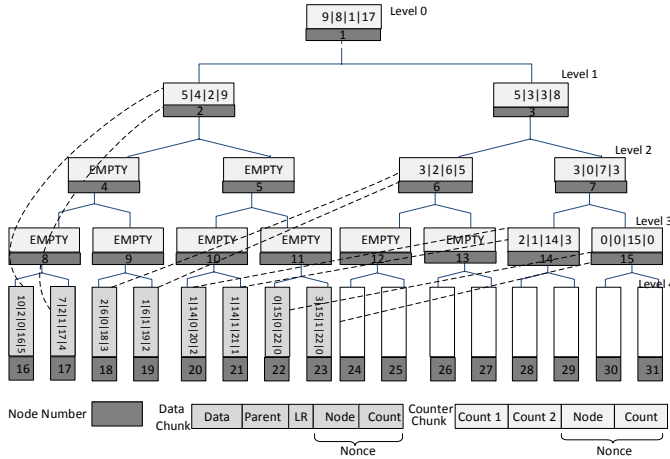 9|8|1|17
Level 0
1
Level 1
5|4|2|9
5|3|3|8
2
3
Level 2
EMPTY
EMPTY
3|2|6|5
3|0|7|3
4
5
6
7
Level 3
EMPTY
EMPTY
EMPTY
EMPTY
EMPTY
EMPTY
2|1|14|3
0|0|15|0
8
9
10
11
12
13
14
15
Level 4
10|2|0|16|5
7|2|1|17|4
2|6|0|18|3
1|6|1|19|2
1|14|0|20|2
1|14|1|21|1
0|15|0|22|0
3|15|1|22|0
16
17
18
19
20
21
22
23
24
25
26
27
28
29
30
31
Node Number
Data Chunk
Data
Parent
LR
Node
Count
Counter Chunk
Count 1
Count 2
Node
Count
Nonce
Nonce